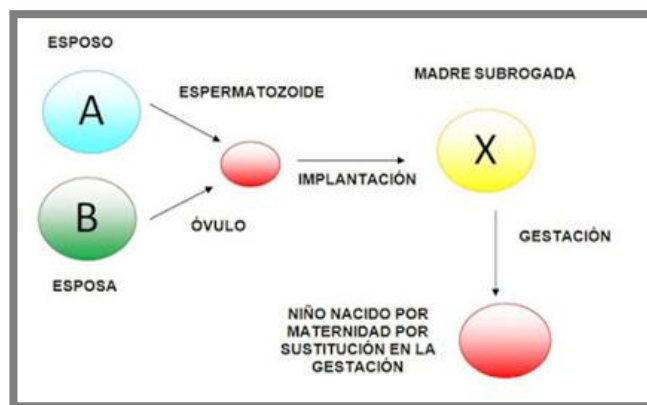 ESPOSO
A
ESPERMATOZOIDE
MADRE SUBROGADA
X
IMPLANTACIÓN
B
ÓVULO
ESPOSA
GESTACIÓN
NIÑO NACIDO POR
MATERNIDAD POR
SUSTITUCIÓN EN LA
GESTACIÓN